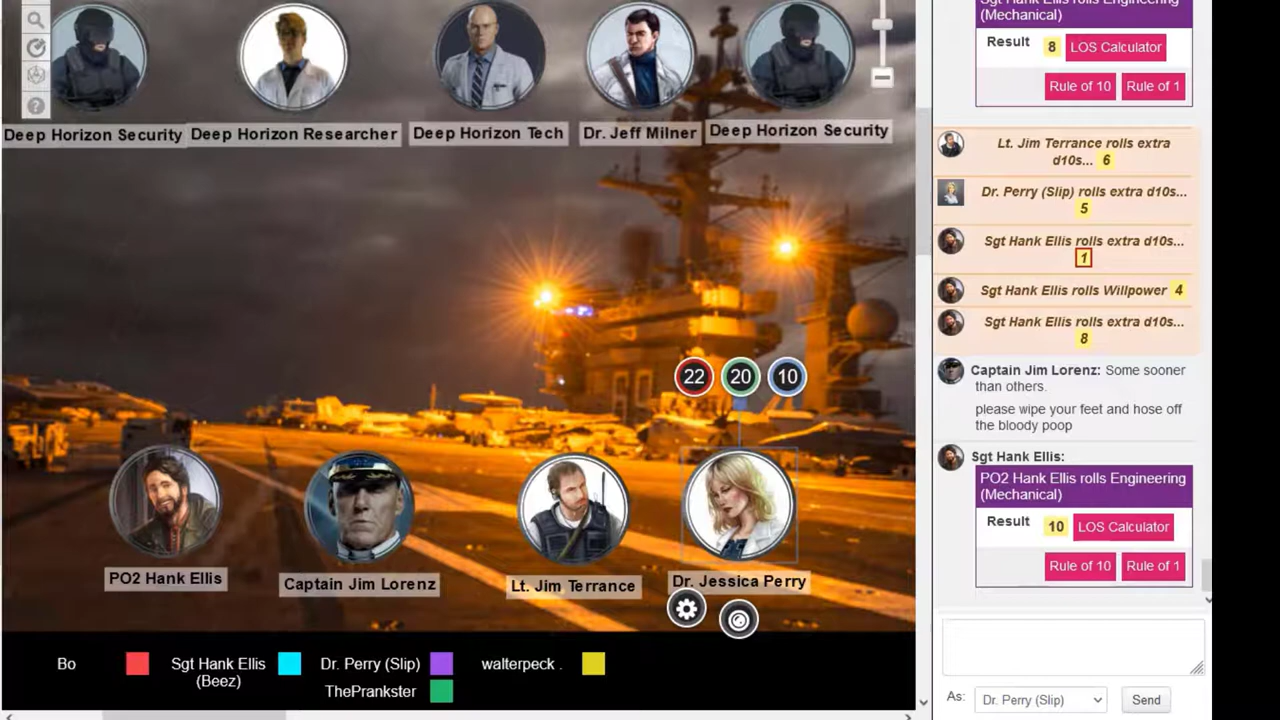 Deep Horizon Security
Deep Horizon Researcher
Deep Horizon Tech
Dr. Jeff Milner
Deep Horizon Security
22
20
10
PO2 Hank Ellis
Captain Jim Lorenz
Lt. Jim Terrance
Dr. Jessica Perry
Bo
Sgt Hank Ellis
(Beez)
Dr. Perry (Slip)
walterpeck .
ThePrankster
Sgt Hank Ellis rolls Engineering
(Mechanical)
Result 8 LOS Calculator
Rule of 10 Rule of 1
Lt. Jim Terrance rolls extra
d10s... 6
Dr. Perry (Slip) rolls extra d10s...
5
Sgt Hank Ellis rolls extra d10s...
1
Sgt Hank Ellis rolls Willpower 4
Sgt Hank Ellis rolls extra d10s...
8
Captain Jim Lorenz: Some sooner
than others.
please wipe your feet and hose off
the bloody poop
Sgt Hank Ellis:
PO2 Hank Ellis rolls Engineering
(Mechanical)
Result 10 LOS Calculator
Rule of 10 Rule of 1
As: Dr. Perry (Slip) Send